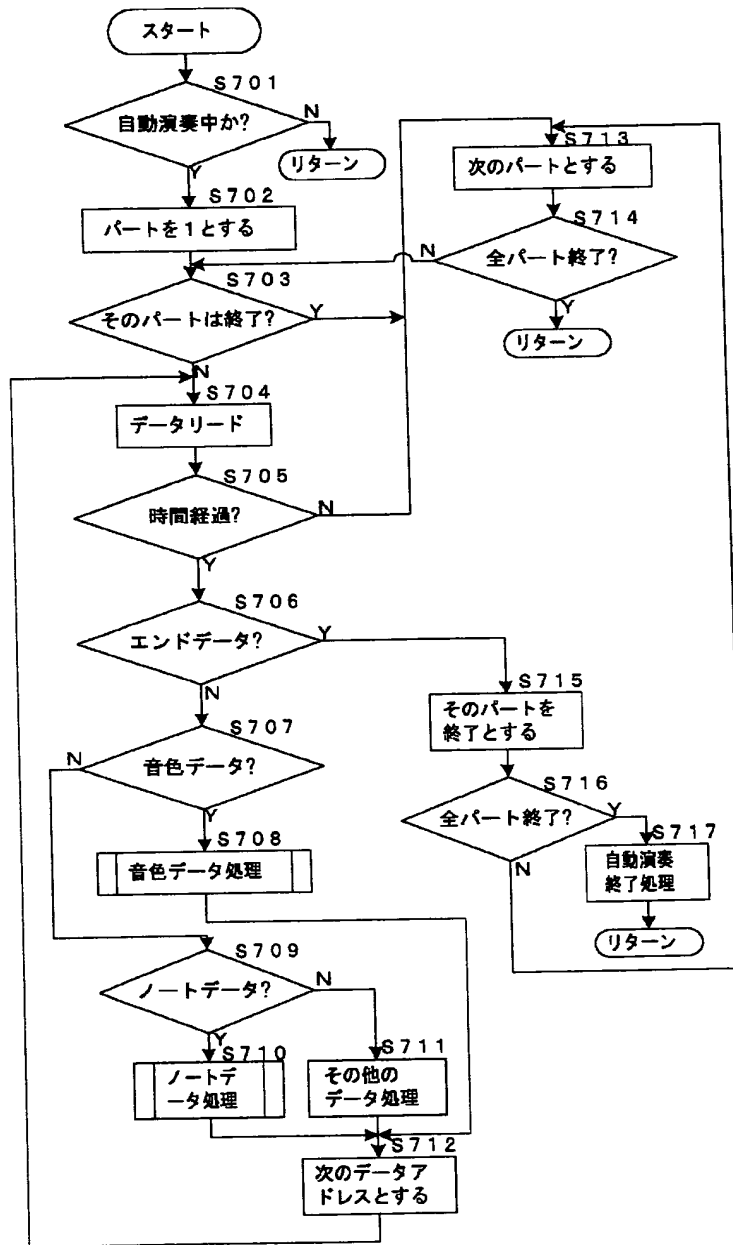 スタート
S701
自動演奏中か?
N
リターン
Y
S702
パートを1とする
S703
そのパートは終了?
Y
N
S704
データリード
S705
時間経過?
N
Y
S706
エンドデータ?
Y
N
S707
音色データ?
N
Y
S708
音色データ処理
S709
ノートデータ?
N
Y
S710
ノートデ
ータ処理
S711
その他の
データ処理
S712
次のデータア
ドレスとする
S713
次のパートとする
S714
全パート終了?
N
Y
リターン
S715
そのパートを
終了とする
S716
全パート終了?
Y
N
S717
自動演奏
終了処理
リターン